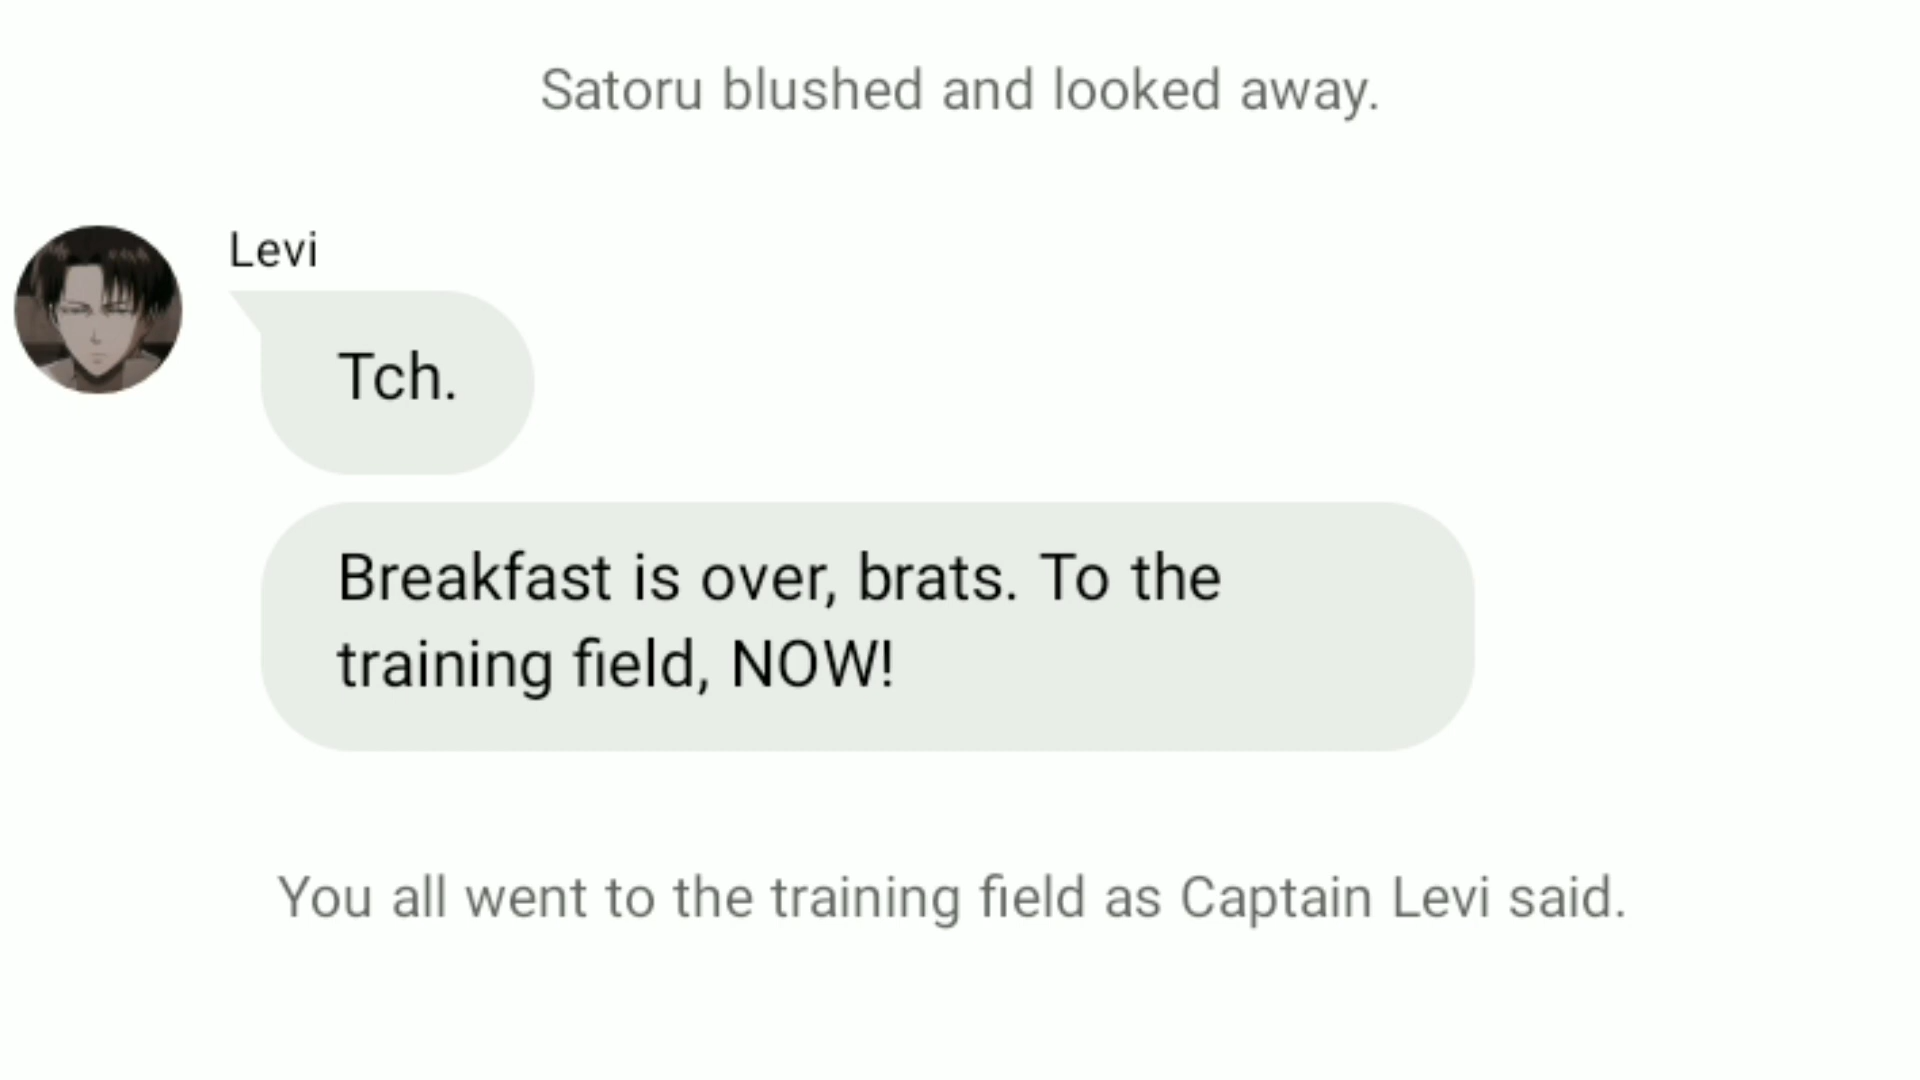 Satoru blushed and looked away.
Levi
Tch.
Breakfast is over, brats. To the
training field, NOW!
You all went to the training field as Captain Levi said.